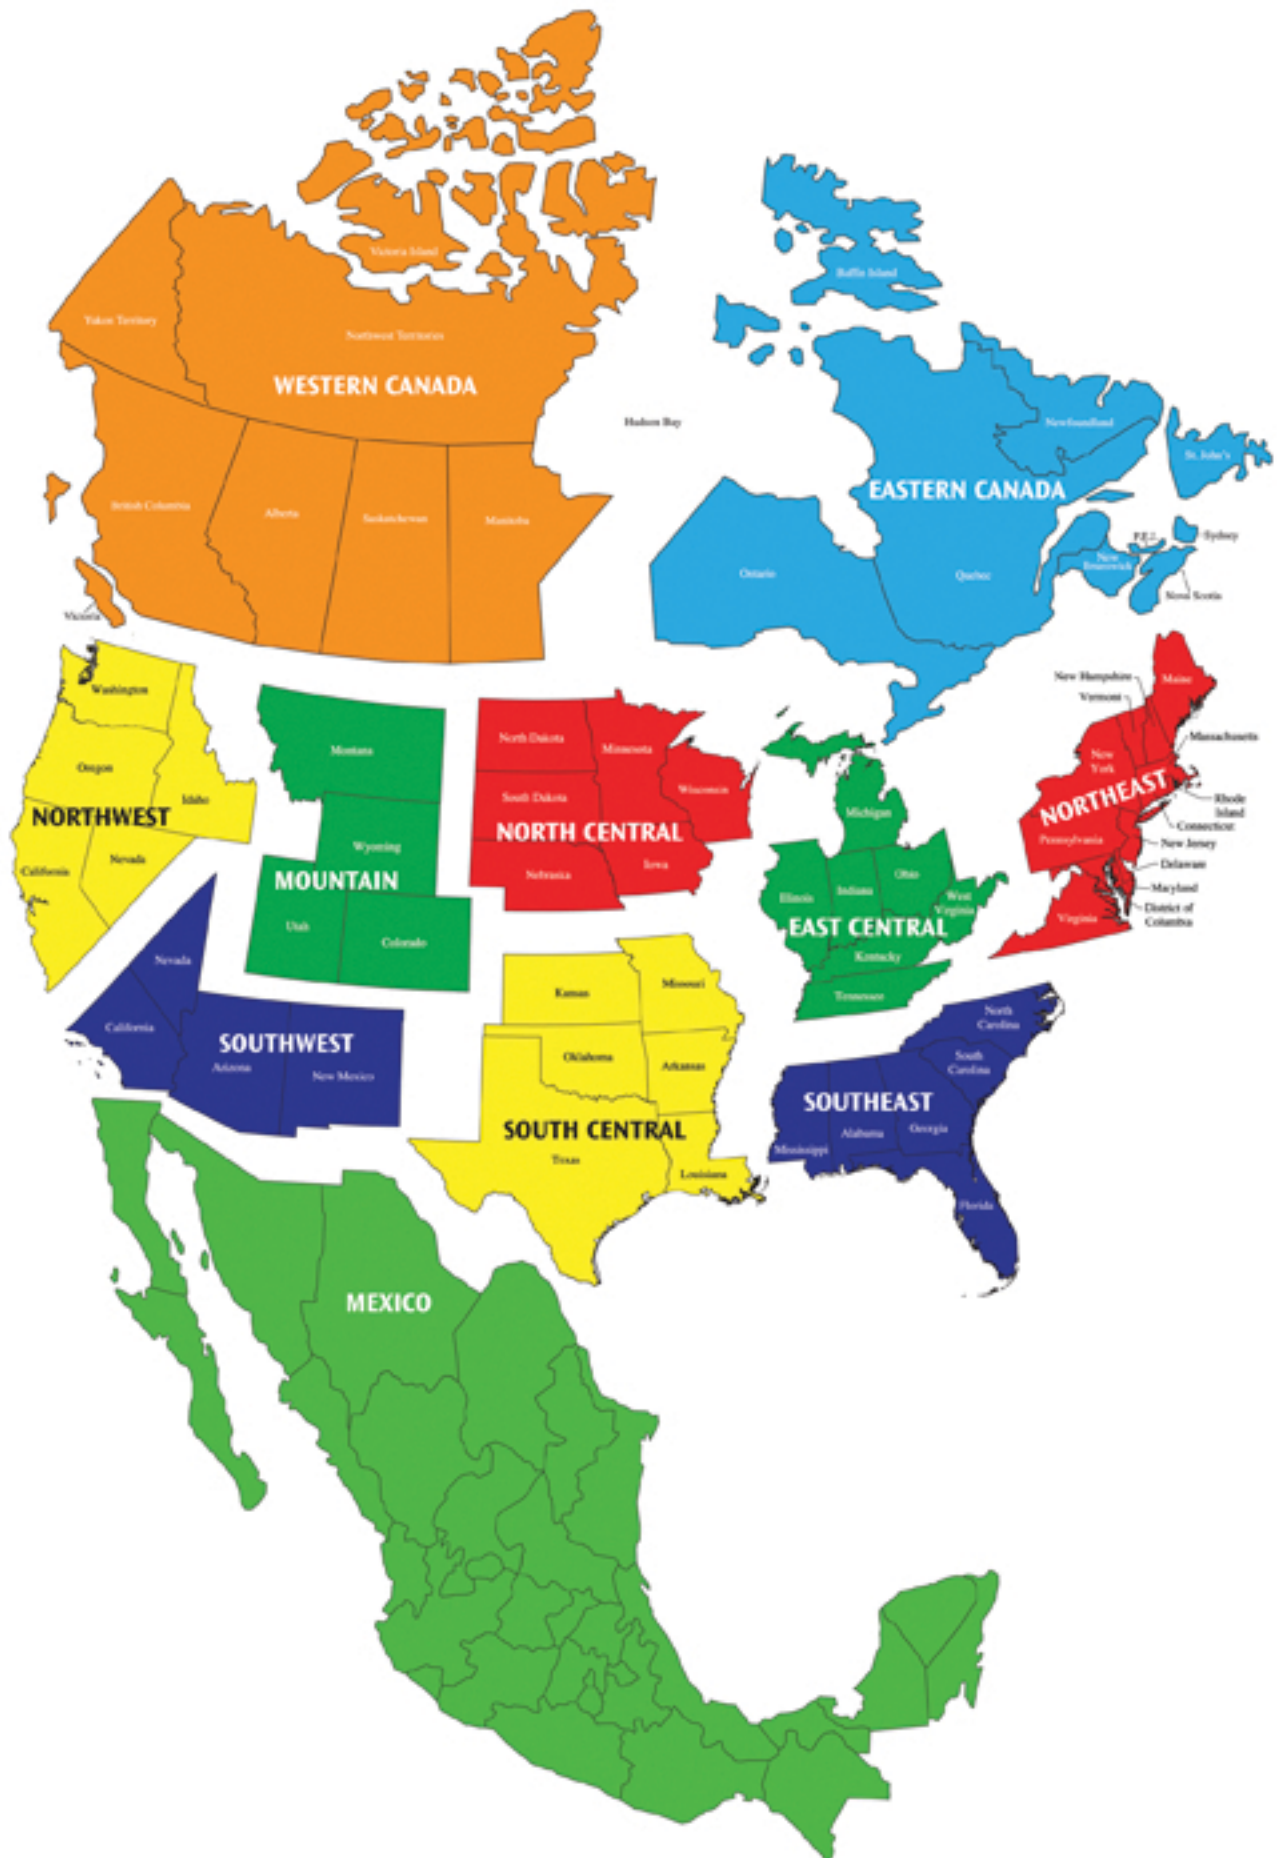 Victoria Island
Baffin Island
Yukon Territory
Northwest Territories
WESTERN CANADA
Hudson Bay
Newfoundland
St. John's
EASTERN CANADA
British Columbia
Alberta
Saskatchewan
Manitoba
P.E.I.
Sydney
New
Brunswick
Ontario
Quebec
Nova Scotia
Victoria
Washington
Oregon
Idaho
NORTHWEST
California
Nevada
Montana
Wyoming
MOUNTAIN
Utah
Colorado
North Dakota
Minnesota
South Dakota
Wisconsin
NORTH CENTRAL
Nebraska
Iowa
Michigan
Illinois
Indiana
Ohio
West
Virginia
EAST CENTRAL
Kentucky
Tennessee
New Hampshire
Vermont
Maine
Massachusetts
New
York
NORTHEAST
Rhode
Island
Connecticut
Pennsylvania
New Jersey
Delaware
Maryland
District of
Columbia
Virginia
Nevada
California
SOUTHWEST
Arizona
New Mexico
Kansas
Missouri
Oklahoma
Arkansas
SOUTH CENTRAL
Texas
Louisiana
North
Carolina
South
Carolina
SOUTHEAST
Mississippi
Alabama
Georgia
Florida
MEXICO